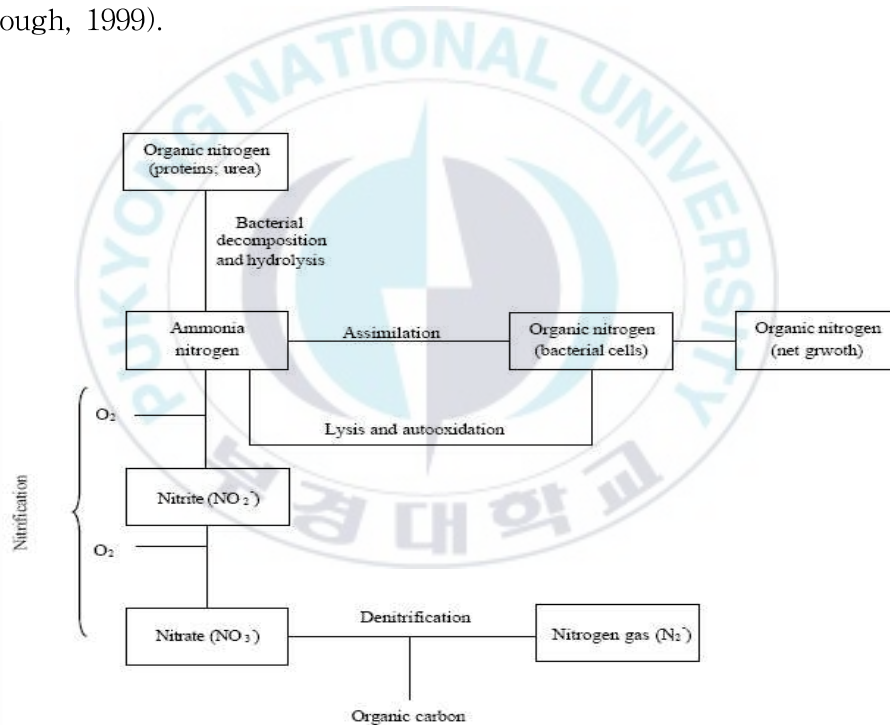 ough, 1999).
PUKYONG NATIONAL UNIVERSITY
Organic nitrogen
(proteins; urea)
Bacterial
decomposition
and hydrolysis
Ammonia
nitrogen
Assimilation
Organic nitrogen
(bacterial cells)
Organic nitrogen
(net grwoth)
O₂
Lysis and autooxidation
Nitrification
Nitrite (NO₂⁻)
O₂
Nitrate (NO₃⁻)
Denitrification
Nitrogen gas (N₂⁻)
Organic carbon
부경대학교